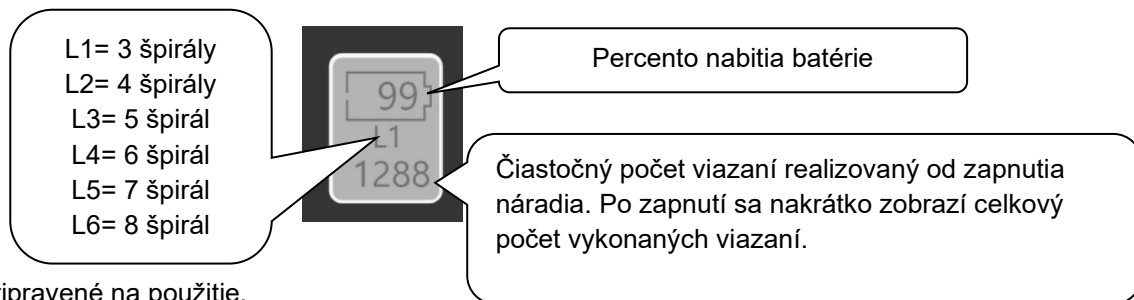 L1= 3 špirály
L2= 4 špirály
L3= 5 špirál
L4= 6 špirál
L5= 7 špirál
L6= 8 špirál
99
L1
1288
Percento nabitia batérie
Čiastočný počet viazaní realizovaný od zapnutia
náradia. Po zapnutí sa nakrátko zobrazí celkový
počet vykonaných viazaní.
na použitie.